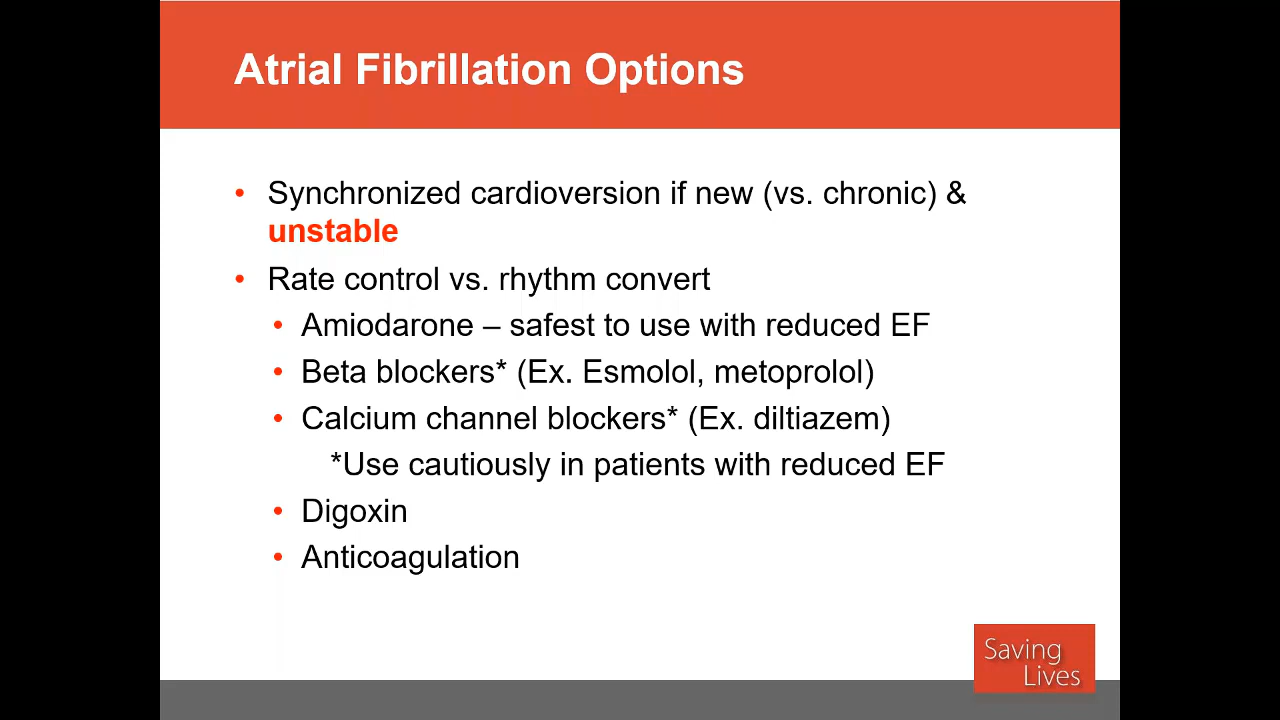 Atrial Fibrillation Options
• Synchronized cardioversion if new (vs. chronic) &
unstable
• Rate control vs. rhythm convert
• Amiodarone – safest to use with reduced EF
• Beta blockers* (Ex. Esmolol, metoprolol)
• Calcium channel blockers* (Ex. diltiazem)
*Use cautiously in patients with reduced EF
• Digoxin
• Anticoagulation
Saving
Lives